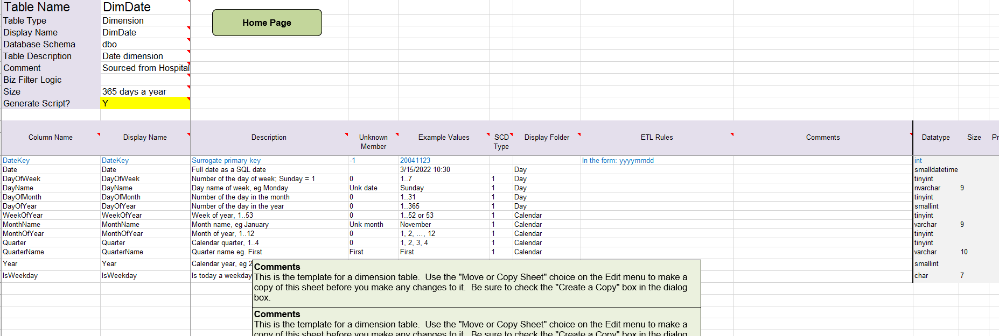 Table Name DimDate
Table Type Dimension
Home Page
Display Name DimDate
Database Schema dbo
Table Description Date dimension
Comment Sourced from Hospital
Biz Filter Logic
Size 365 days a year
Generate Script? Y
Column Name Display Name Description Unknown Member Example Values SCD Type Display Folder ETL Rules Comments Datatype Size Pr
DateKey DateKey Surrogate primary key -1 20041123 In the form: yyyymmdd int
Date Date Full date as a SQL date 3/15/2022 10:30 Day smalldatetime
DayOfWeek DayOfWeek Number of the day of week; Sunday = 1 0 1..7 1 Day tinyint
DayName DayName Day name of week, eg Monday Unk date Sunday 1 Day nvarchar 9
DayOfMonth DayOfMonth Number of the day in the month 0 1..31 1 Day tinyint
DayOfYear DayOfYear Number of the day in the year 0 1..365 1 Day smallint
WeekOfYear WeekOfYear Week of year, 1..53 0 1..52 or 53 1 Calendar tinyint
MonthName MonthName Month name, eg January Unk month November 1 Calendar varchar 9
MonthOfYear MonthOfYear Month of year, 1..12 0 1, 2, ..., 12 1 Calendar tinyint
Quarter Quarter Calendar quarter, 1..4 0 1, 2, 3, 4 1 Calendar tinyint
QuarterName QuarterName Quarter name eg. First First First 1 Calendar varchar 10
Year Year Calendar year, eg 2 smallint
IsWeekday IsWeekday Is today a weekday char 7
Comments
This is the template for a dimension table.  Use the "Move or Copy Sheet" choice on the Edit menu to make a
copy of this sheet before you make any changes to it.  Be sure to check the "Create a Copy" box in the dialog
box.
Comments
This is the template for a dimension table.  Use the "Move or Copy Sheet" choice on the Edit menu to make a
copy of this sheet before you make any changes to it.  Be sure to check the "Create a Copy" box in the dialog